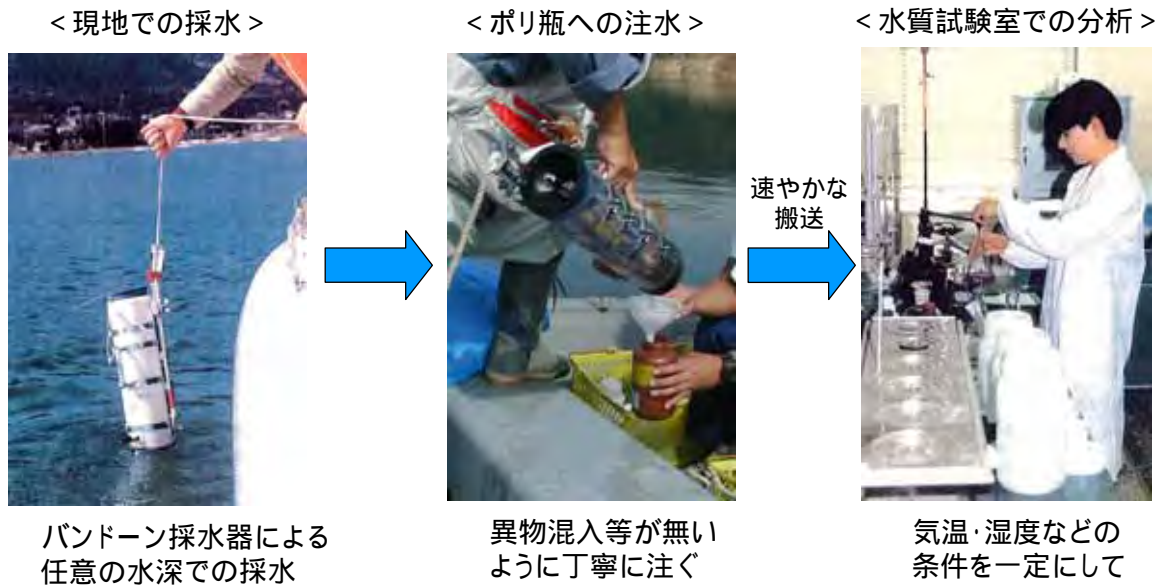 <現地での採水>
<ポリ瓶への注水>
<水質試験室での分析>
速やかな
搬送
バンドーン採水器による
任意の水深での採水
異物混入等が無い
ように丁寧に注ぐ
気温・湿度などの
条件を一定にして